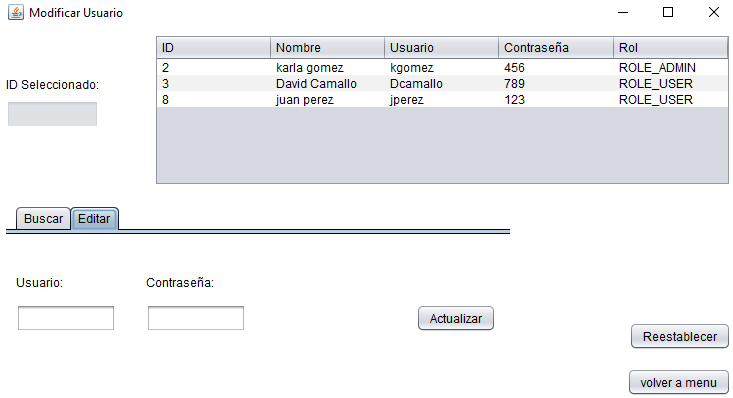 Modificar Usuario
ID Nombre Usuario Contraseña Rol
2 karla gomez kgomez 456 ROLE_ADMIN
3 David Camallo Dcamallo 789 ROLE_USER
8 juan perez jperez 123 ROLE_USER
ID Seleccionado:
Buscar Editar
Usuario: Contraseña:
Actualizar
Reestablecer
volver a menu